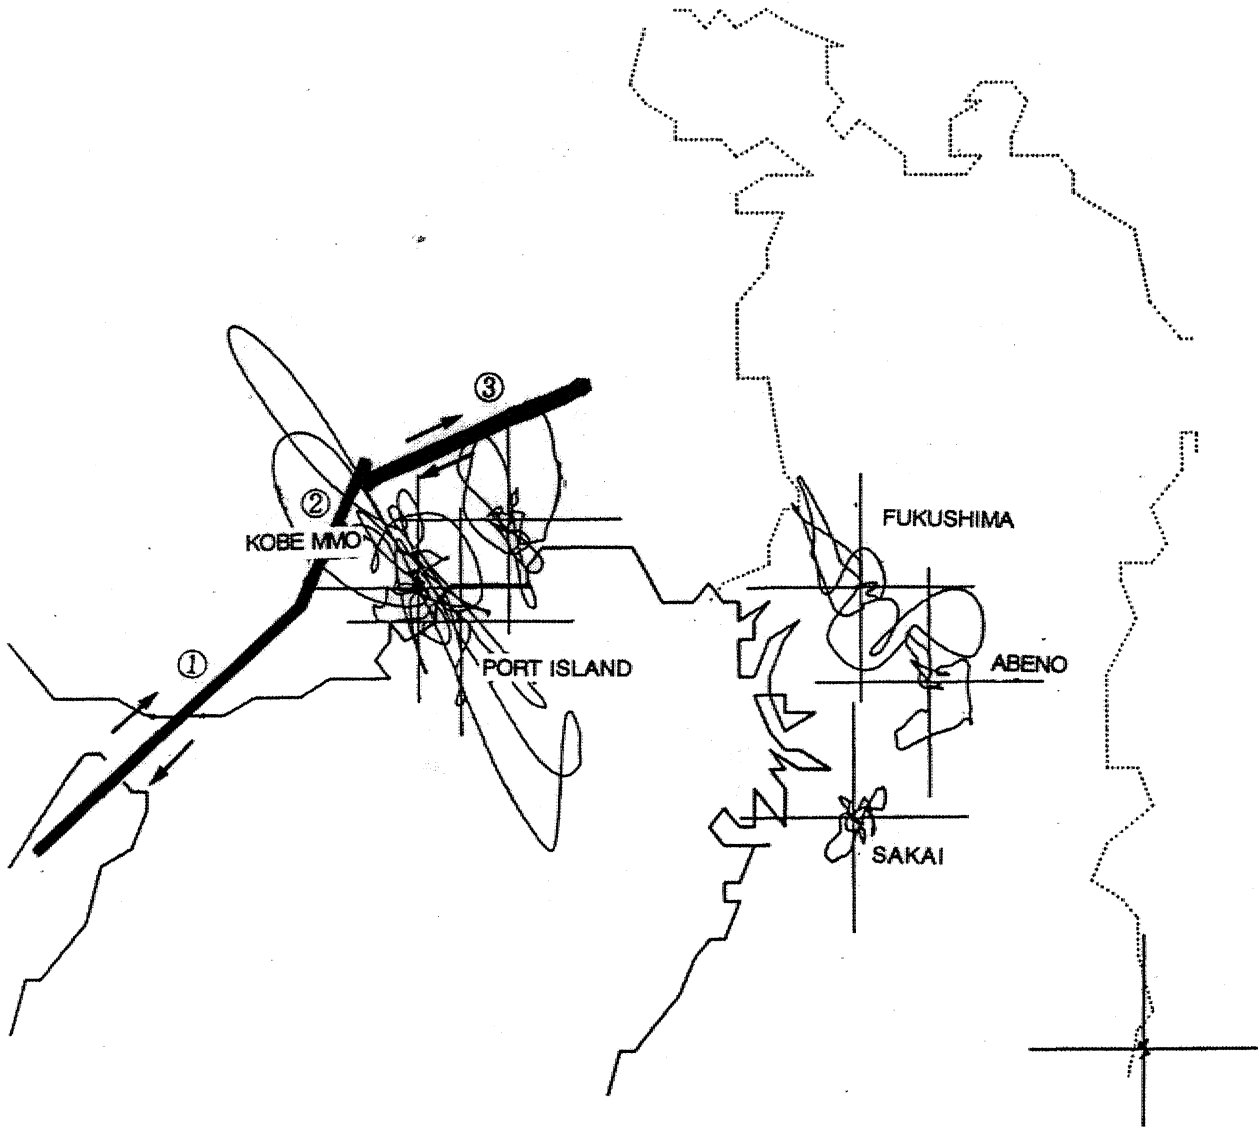 ③
②
FUKUSHIMA
KOBE MMO
①
PORT ISLAND
ABENO
SAKAI